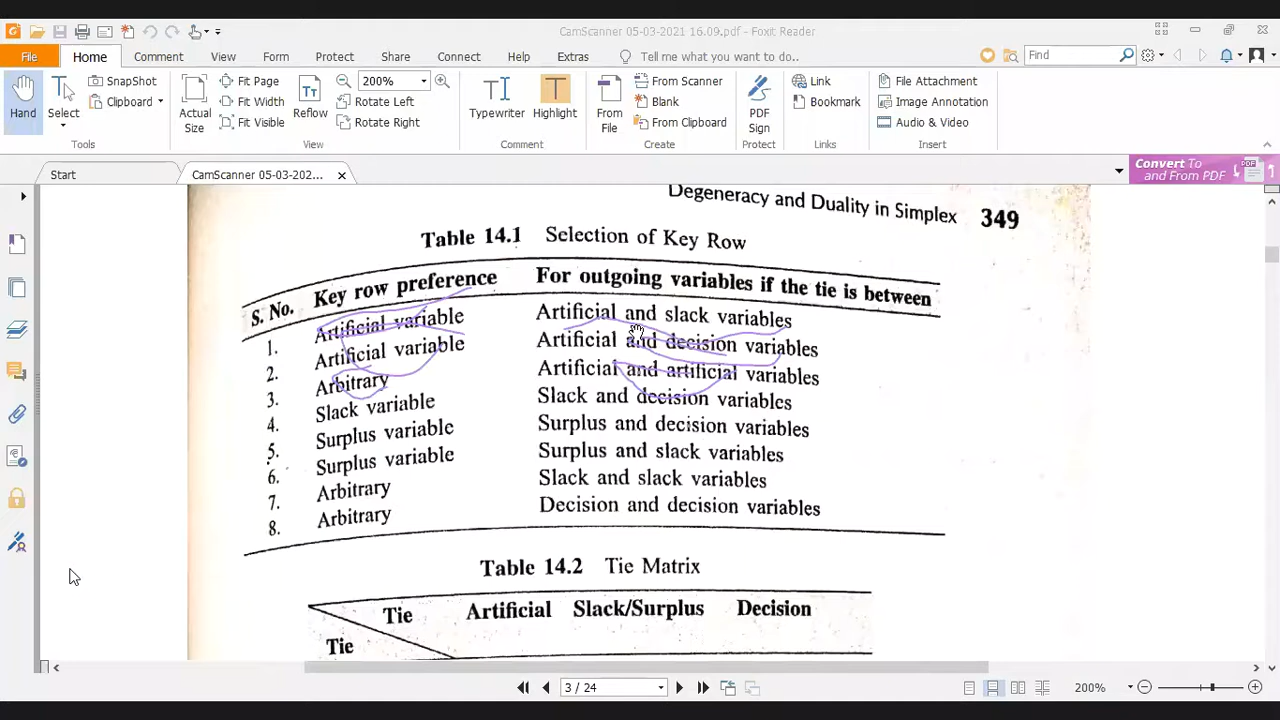 CamScanner 05-03-2021 16.09.pdf - Foxit Reader
File Home Comment View Form Protect Share Connect Help Extras Tell me what you want to do.. Find
Hand
Select
SnapShot
Clipboard
Actual Size
Fit Page
Fit Width
Fit Visible
Reflow
200%
Rotate Left
Rotate Right
Typewriter
Highlight
From File
From Scanner
Blank
From Clipboard
PDF Sign
Link
Bookmark
File Attachment
Image Annotation
Audio & Video
Tools View Comment Create Protect Links Insert
Start CamScanner 05-03-202... Convert To and From PDF
Degeneracy and Duality in Simplex 349
Table 14.1 Selection of Key Row
S. No. Key row preference For outgoing variables if the tie is between
1. Artificial variable Artificial and slack variables
2. Artificial variable Artificial and decision variables
3. Arbitrary Artificial and artificial variables
4. Slack variable Slack and decision variables
5. Surplus variable Surplus and decision variables
6. Surplus variable Surplus and slack variables
7. Arbitrary Slack and slack variables
8. Arbitrary Decision and decision variables
Table 14.2 Tie Matrix
Tie Artificial Slack/Surplus Decision
Tie
3 / 24 200%